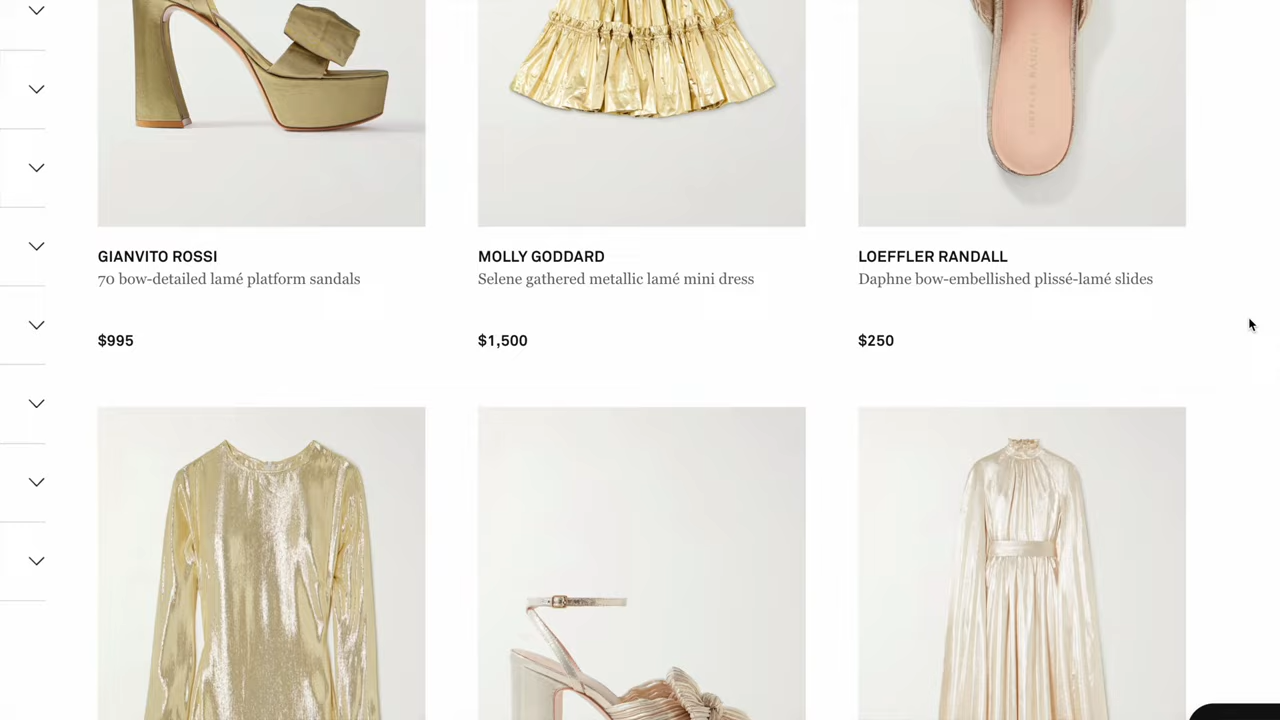 GIANVITO ROSSI
70 bow-detailed lamé platform sandals
$995
MOLLY GODDARD
Selene gathered metallic lamé mini dress
$1,500
LOEFFLER RANDALL
Daphne bow-embellished plissé-lamé slides
$250